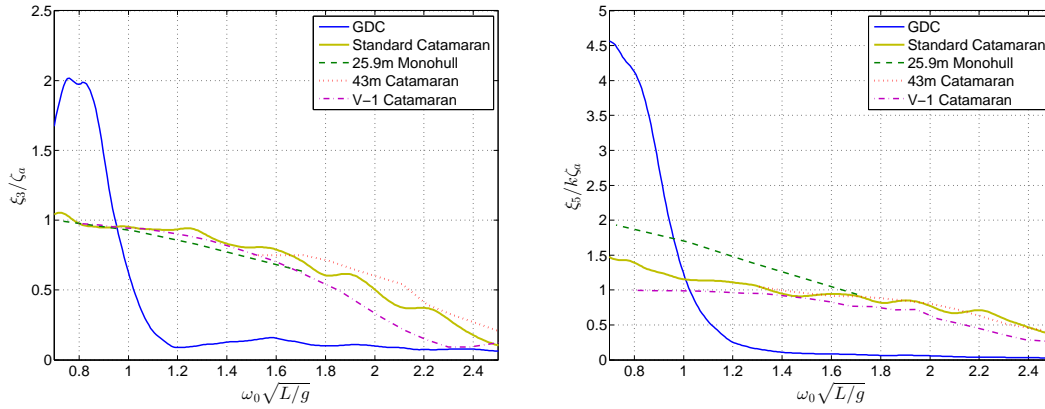 2.5
2
1.5
1
0.5
0
ξ₃/ζₐ
0.8 1 1.2 1.4 1.6 1.8 2 2.2 2.4
ω₀√L/g
GDC
Standard Catamaran
25.9m Monohull
43m Catamaran
V−1 Catamaran
5
4.5
4
3.5
3
2.5
2
1.5
1
0.5
0
ξ₅/kζₐ
0.8 1 1.2 1.4 1.6 1.8 2 2.2 2.4
ω₀√L/g
GDC
Standard Catamaran
25.9m Monohull
43m Catamaran
V−1 Catamaran